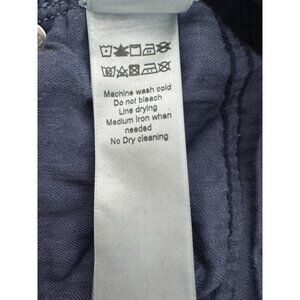 Machine wash cold
Do not bleach
Line drying
Medium iron when
needed
No Dry cleaning